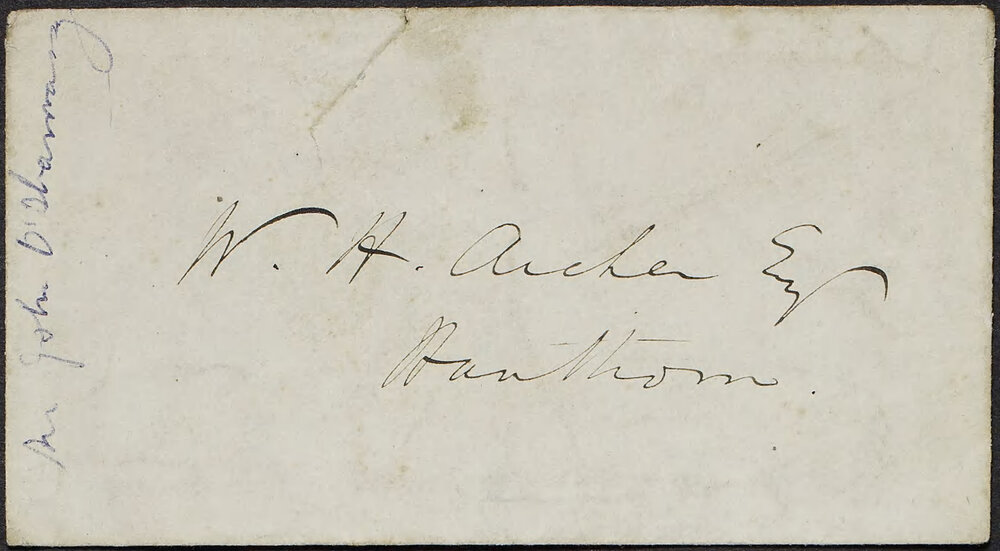 W. H. Archer Esq
Hawthorn.
Sir John O'Shanassy